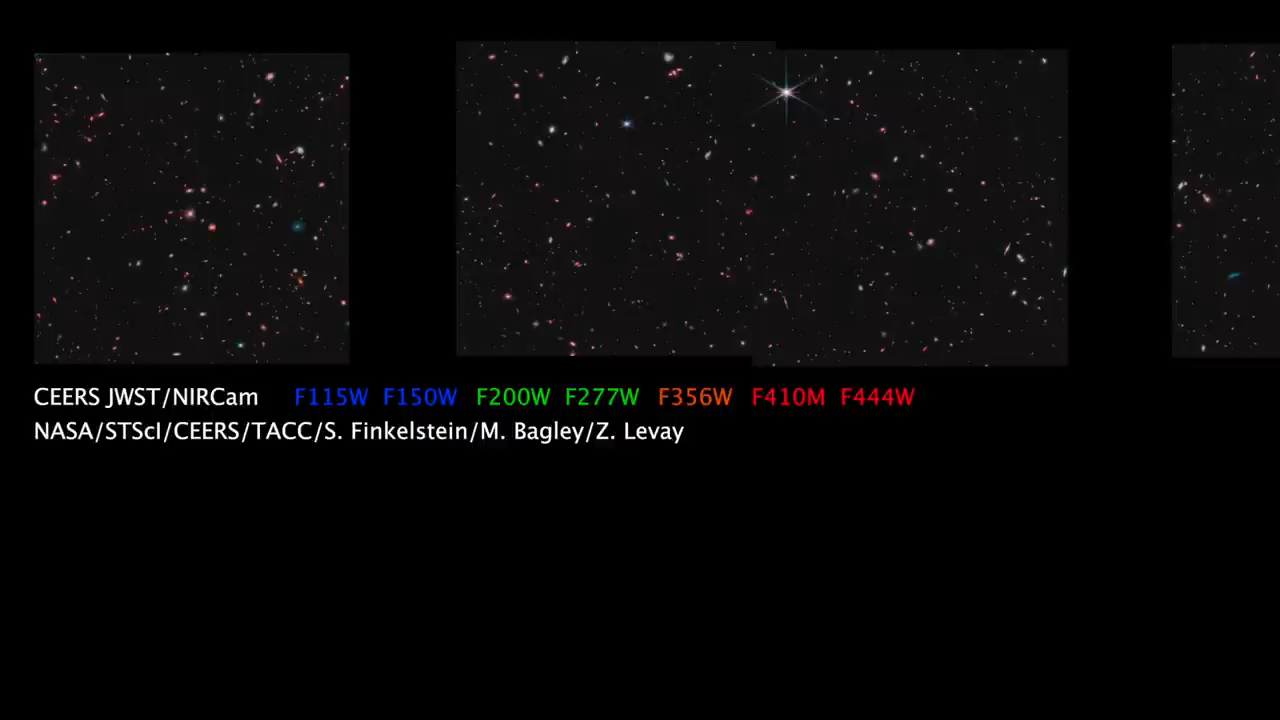 CEERS JWST/NIRCam F115W F150W F200W F277W F356W F410M F444W
NASA/STScI/CEERS/TACC/S. Finkelstein/M. Bagley/Z. Levay